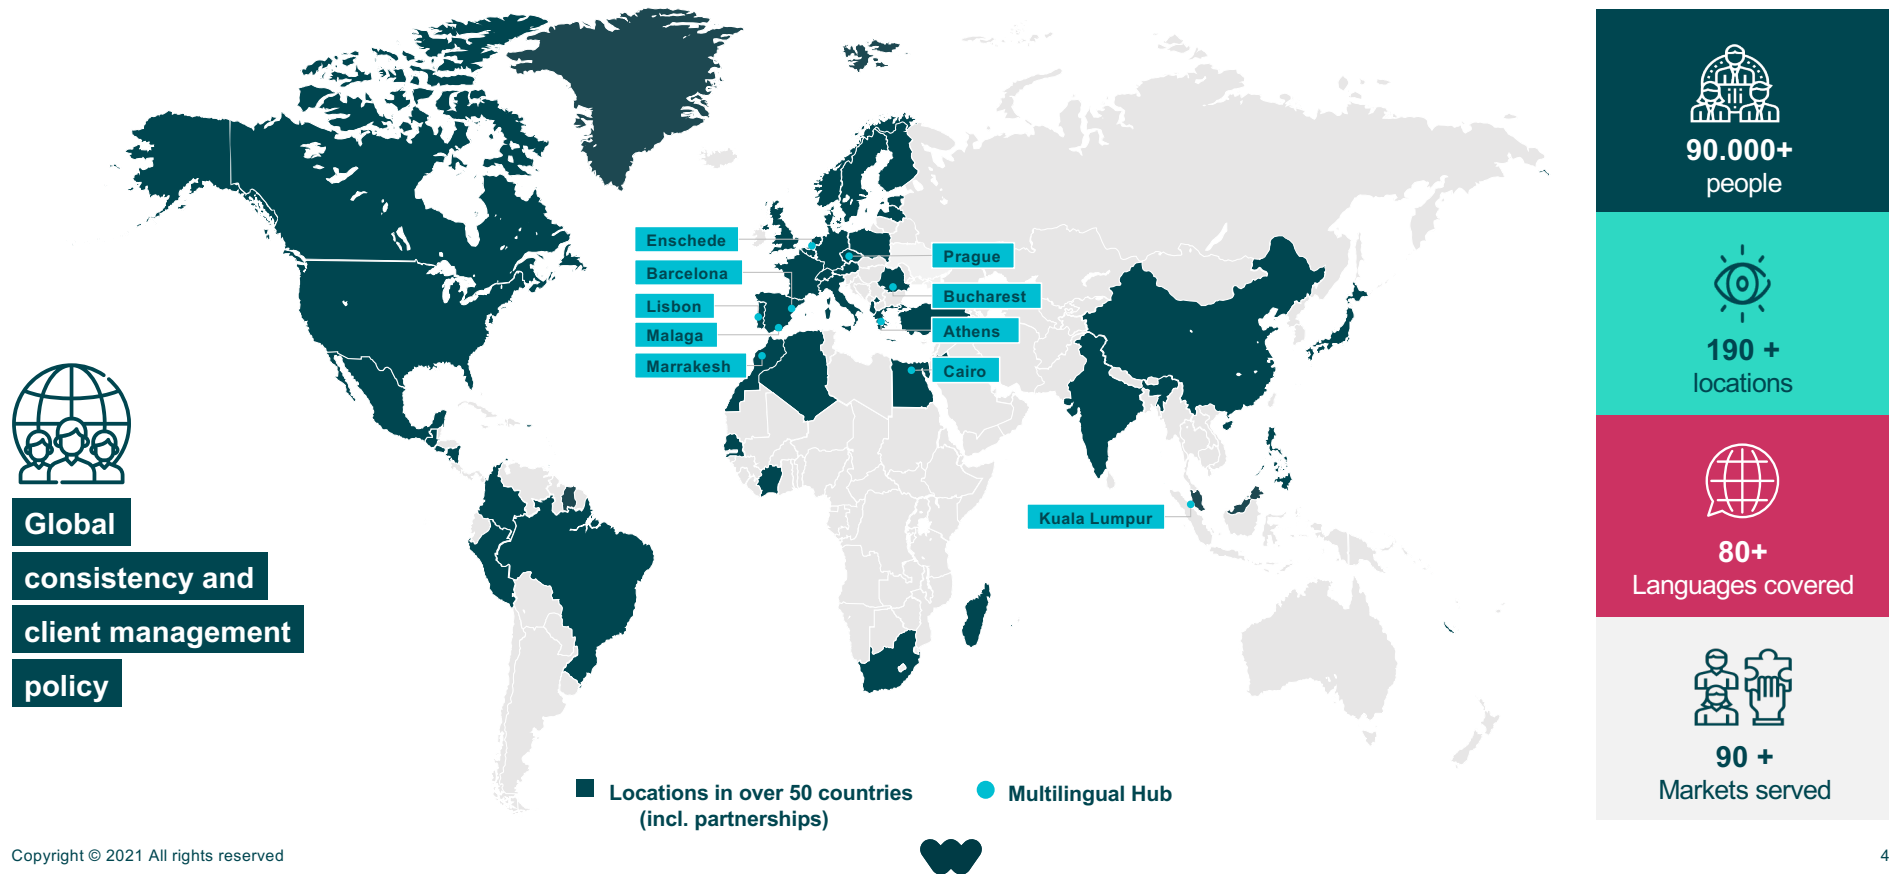 Global
consistency and
client management
policy
Enschede
Barcelona
Lisbon
Malaga
Marrakesh
Prague
Bucharest
Athens
Cairo
Kuala Lumpur
Locations in over 50 countries
(incl. partnerships)
Multilingual Hub
90.000+
people
190 +
locations
80+
Languages covered
90 +
Markets served
Copyright © 2021 All rights reserved
4